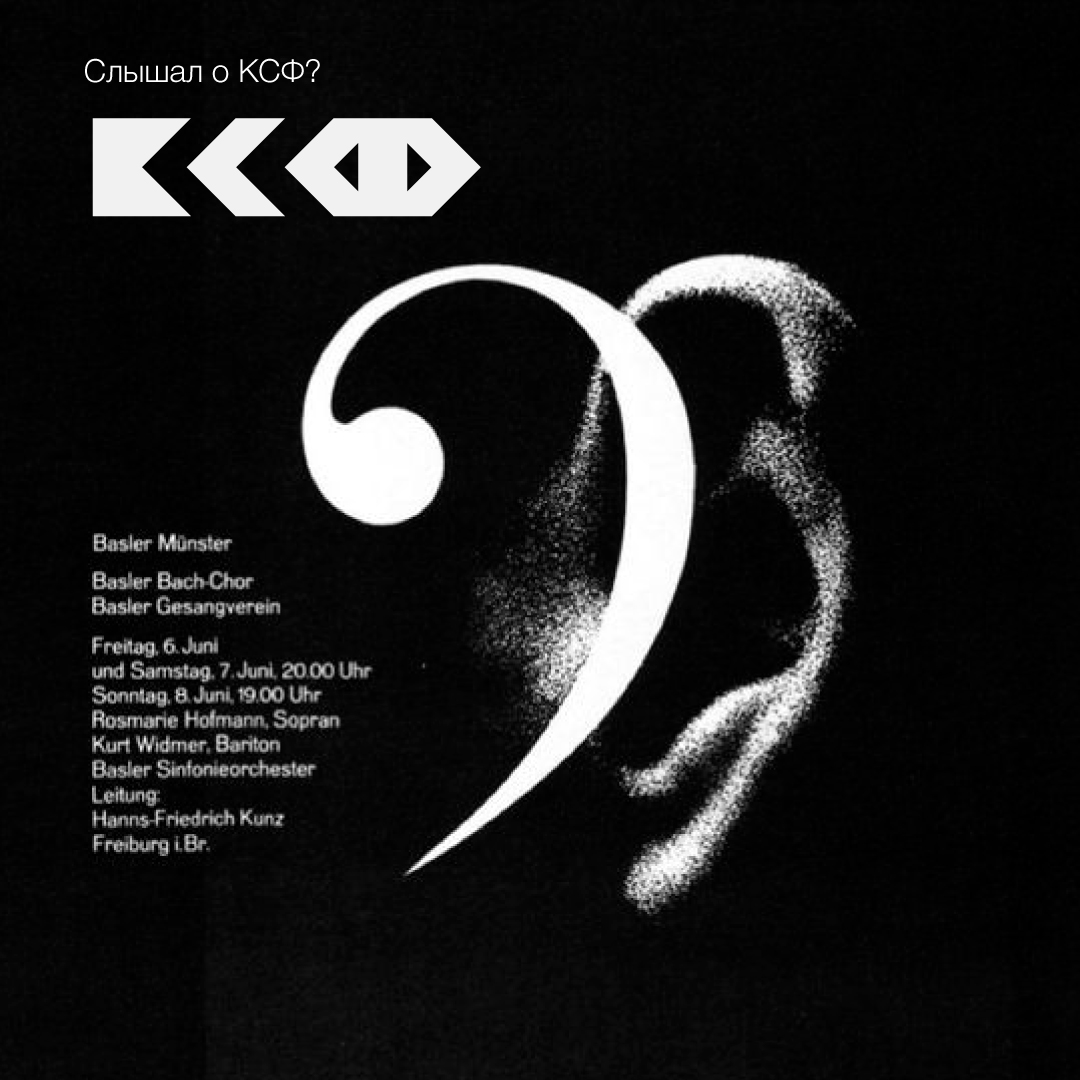 Слышал о КСФ?
КСФ
Basler Münster
Basler Bach-Chor
Basler Gesangverein
Freitag, 6. Juni
und Samstag, 7. Juni, 20.00 Uhr
Sonntag, 8. Juni, 19.00 Uhr
Rosmarie Hofmann, Sopran
Kurt Widmer, Bariton
Basler Sinfonieorchester
Leitung:
Hanns-Friedrich Kunz
Freiburg i.Br.